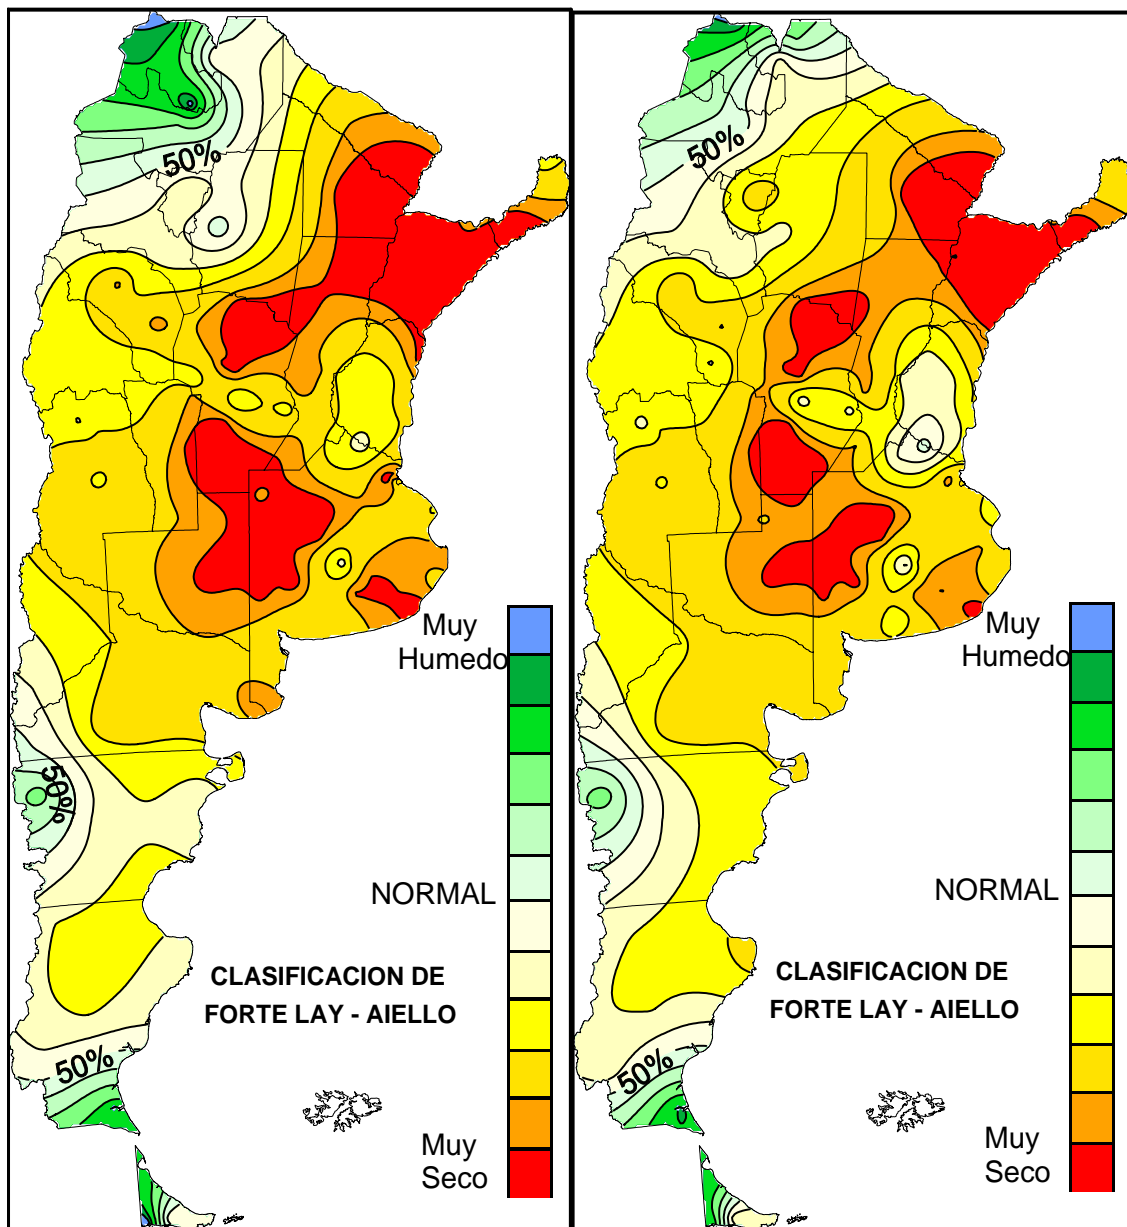 50%
50%
NORMAL
CLASIFICACION DE
FORTE LAY - AIELLO
50%
Muy
Humedo
Muy
Seco
50%
NORMAL
CLASIFICACION DE
FORTE LAY - AIELLO
50%
Muy
Humedo
Muy
Seco